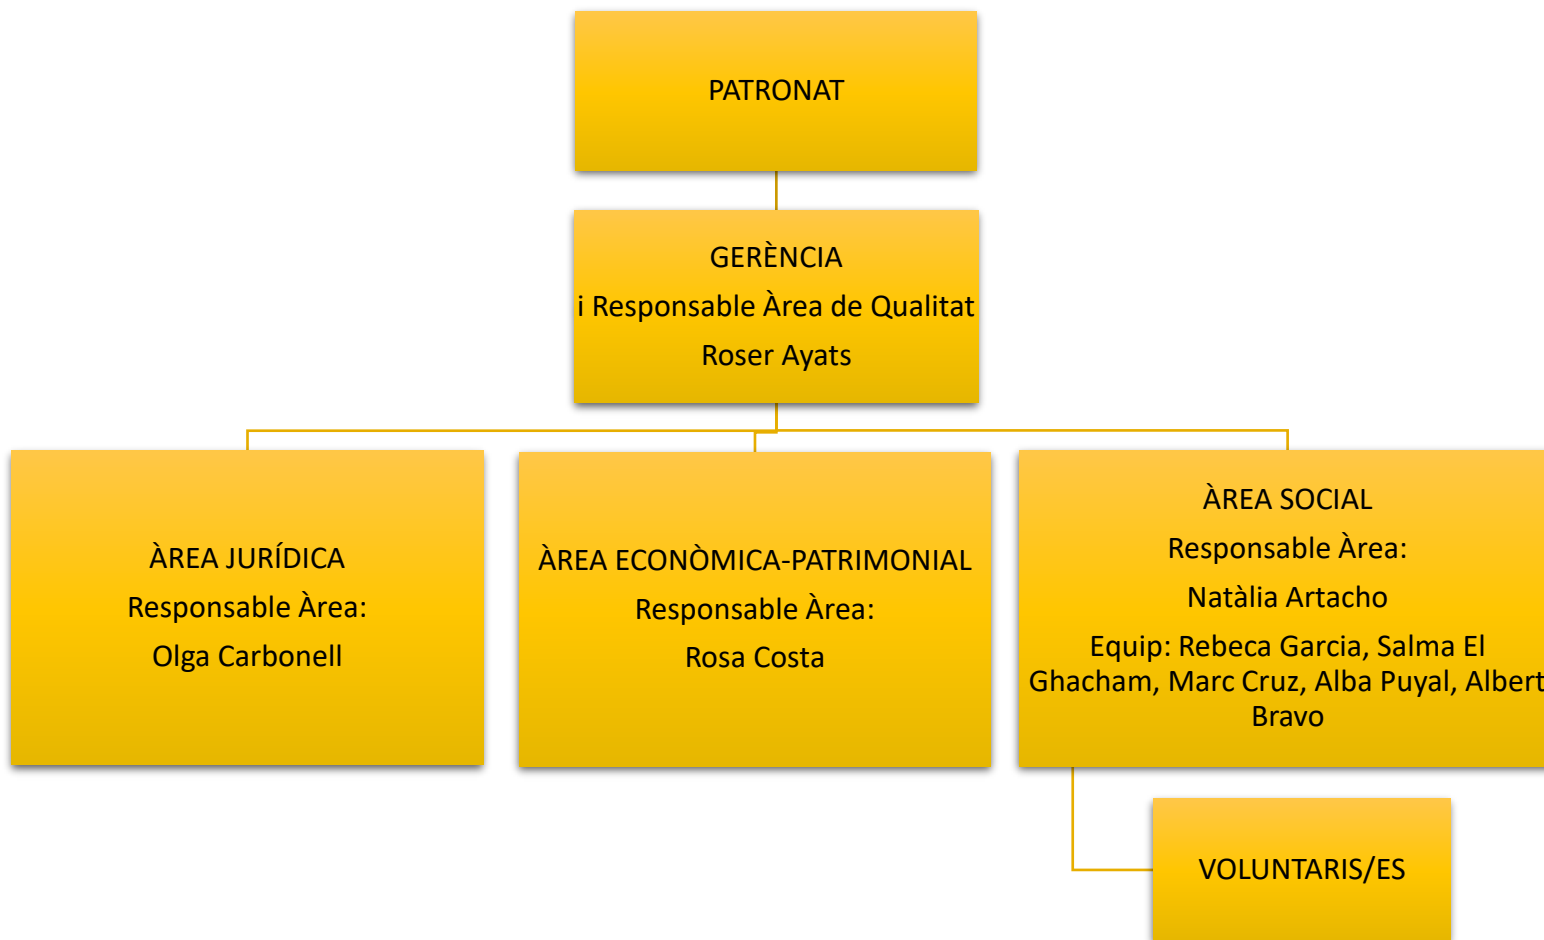 PATRONAT
GERÈNCIA
i Responsable Àrea de Qualitat
Roser Ayats
ÀREA JURÍDICA
Responsable Àrea:
Olga Carbonell
ÀREA ECONÒMICA-PATRIMONIAL
Responsable Àrea:
Rosa Costa
ÀREA SOCIAL
Responsable Àrea:
Natàlia Artacho
Equip: Rebeca Garcia, Salma El
Ghacham, Marc Cruz, Alba Puyal, Albert
Bravo
VOLUNTARIS/ES